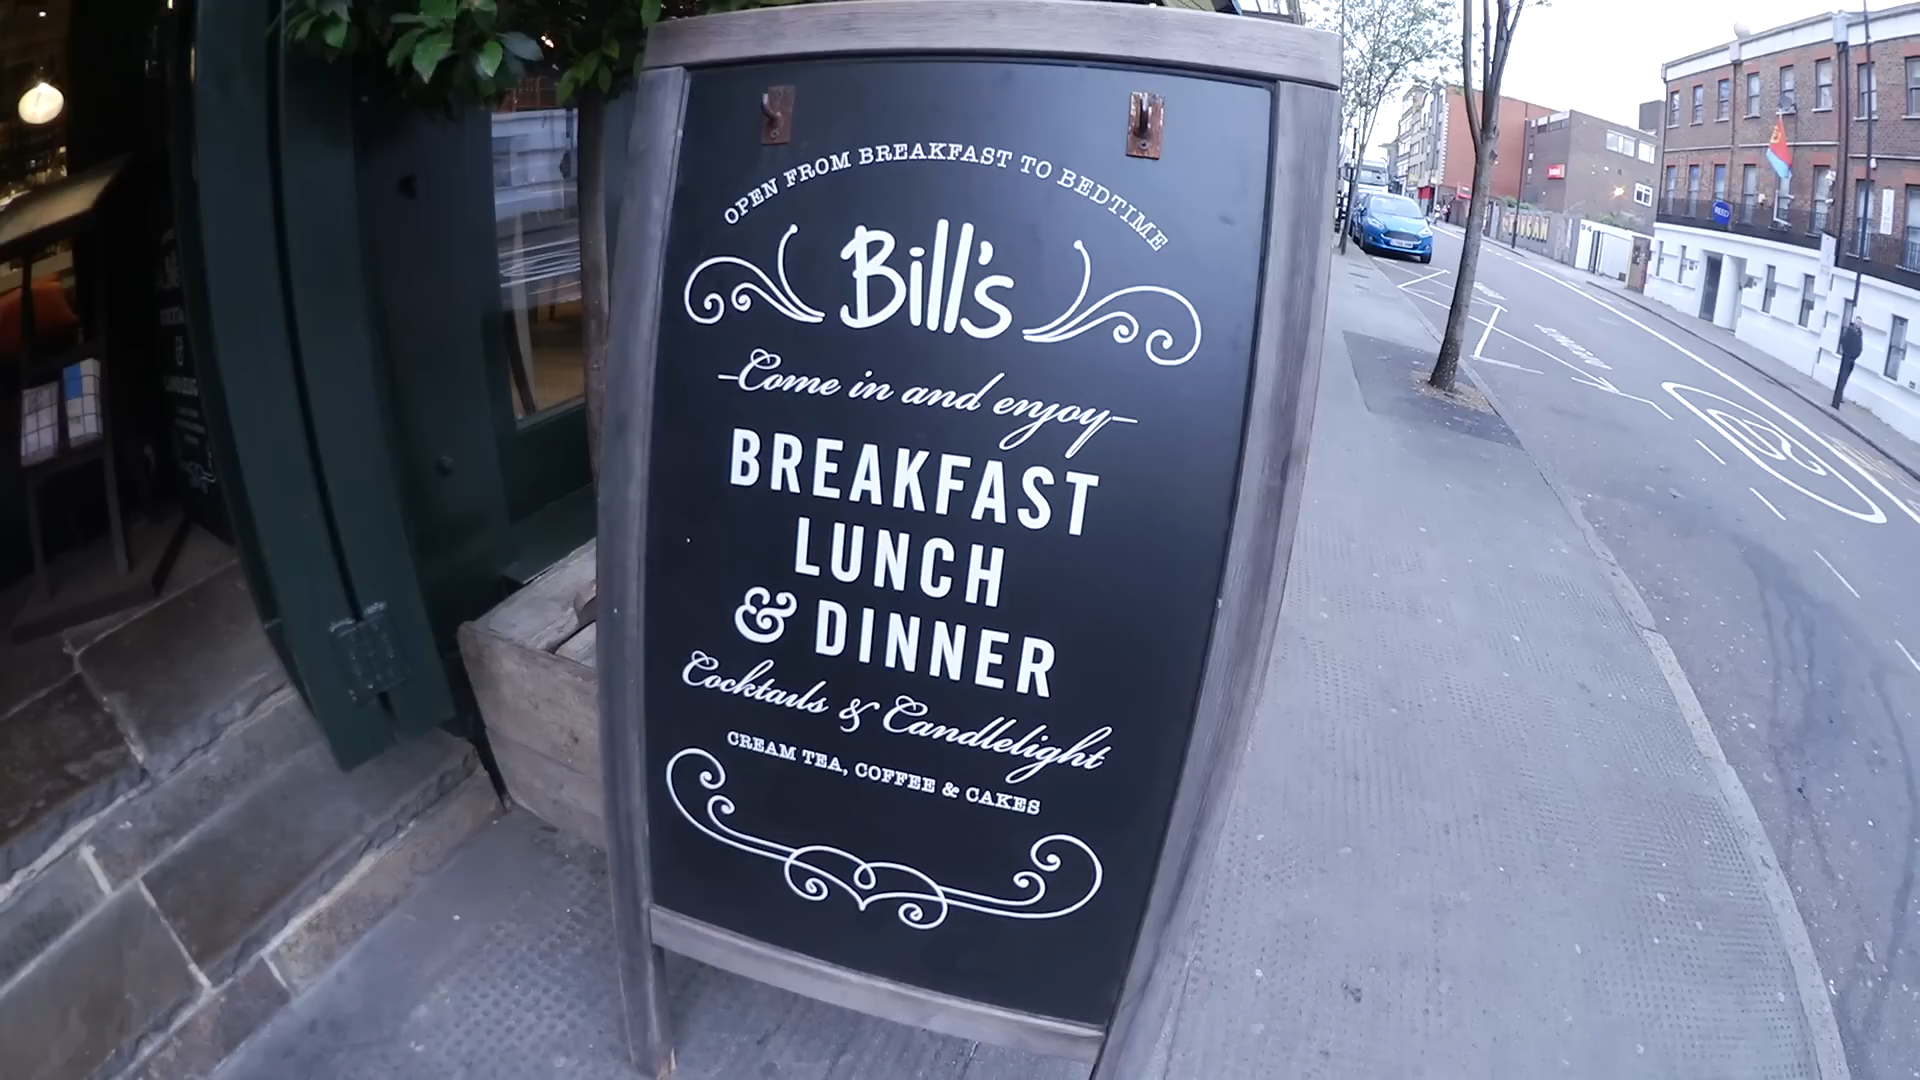 OPEN FROM BREAKFAST TO BEDTIME
Bill's
Come in and enjoy
BREAKFAST
LUNCH
& DINNER
Cocktails & Candlelight
CREAM TEA, COFFEE & CAKES
REED